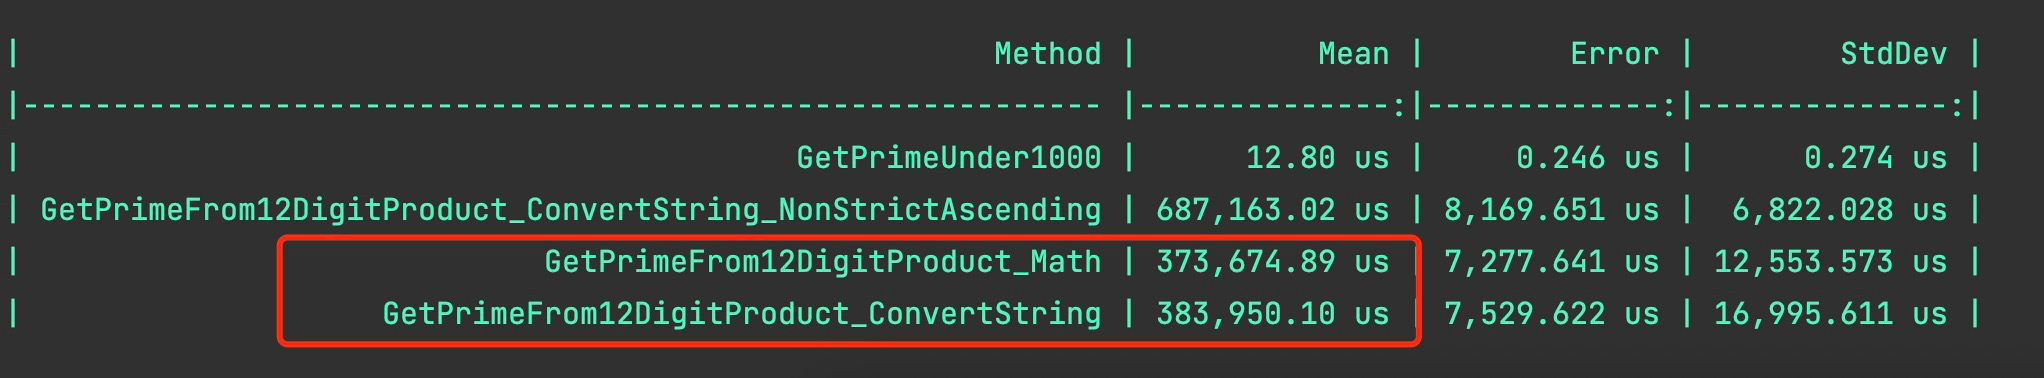 | Method | Mean | Error | StdDev |
|------------------------------------------------------------ |--------------:|-------------:|--------------:|
| GetPrimeUnder1000 | 12.80 us | 0.246 us | 0.274 us |
| GetPrimeFrom12DigitProduct_ConvertString_NonStrictAscending | 687,163.02 us | 8,169.651 us | 6,822.028 us |
| GetPrimeFrom12DigitProduct_Math | 373,674.89 us | 7,277.641 us | 12,553.573 us |
| GetPrimeFrom12DigitProduct_ConvertString | 383,950.10 us | 7,529.622 us | 16,995.611 us |